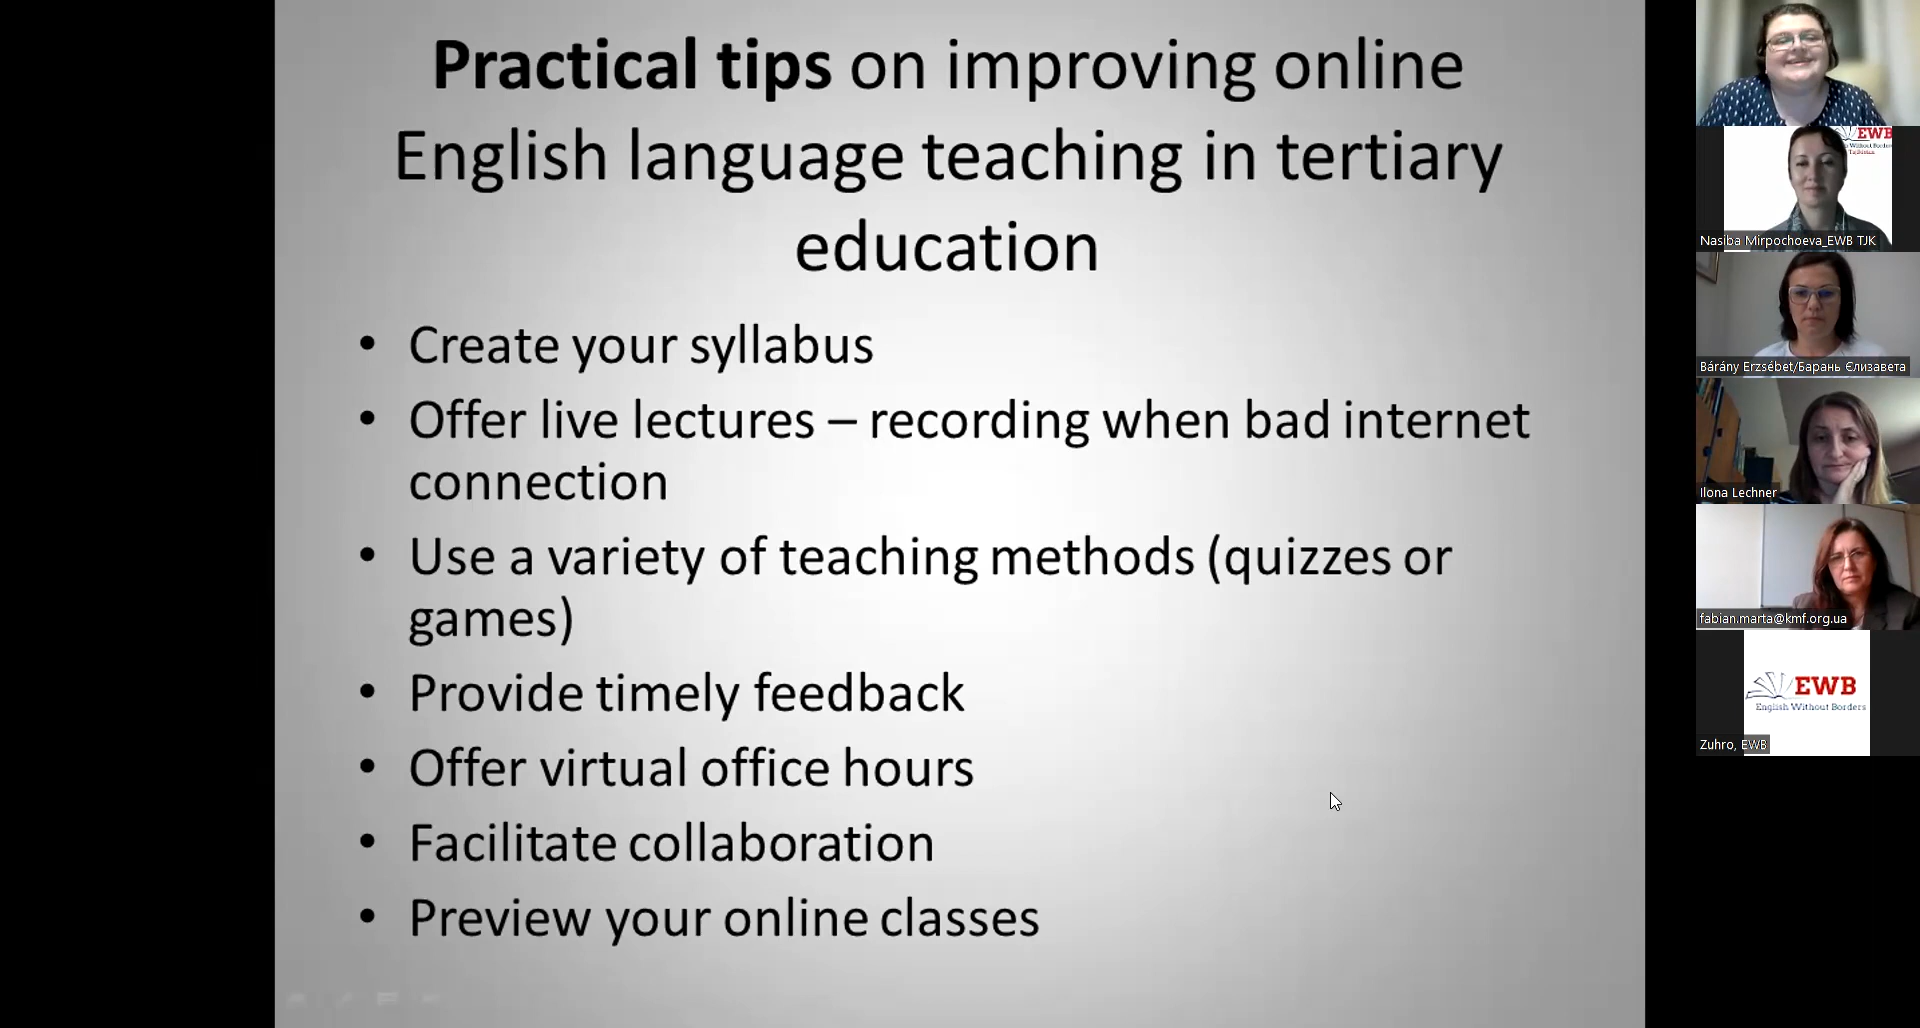 Practical tips on improving online
English language teaching in tertiary
education
• Create your syllabus
• Offer live lectures – recording when bad internet
connection
• Use a variety of teaching methods (quizzes or
games)
• Provide timely feedback
• Offer virtual office hours
• Facilitate collaboration
• Preview your online classes
EWB
Nasiba Mirpochoeva_EWB TJK
Bárány Erzsébet/Барань Єлизавета
Ilona Lechner
fabian.marta@kmf.org.ua
EWB
English Without Borders
Zuhro, EWB